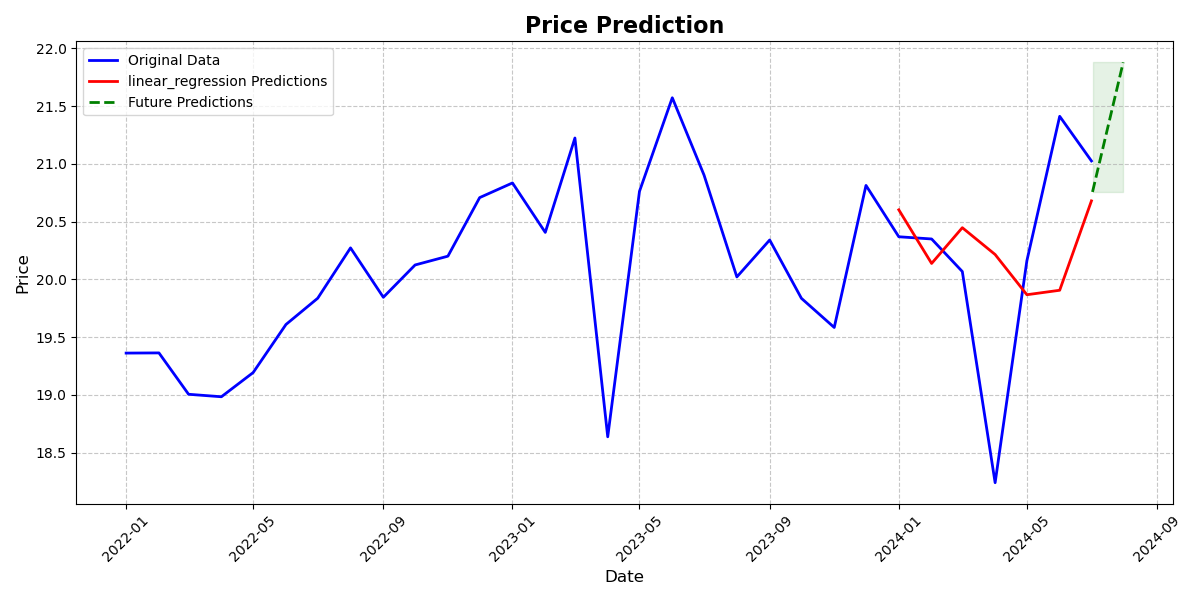 Price Prediction
Original Data
linear_regression Predictions
Future Predictions
Price
22.0
21.5
21.0
20.5
20.0
19.5
19.0
18.5
2022-01
2022-05
2022-09
2023-01
2023-05
2023-09
2024-01
2024-05
2024-09
Date